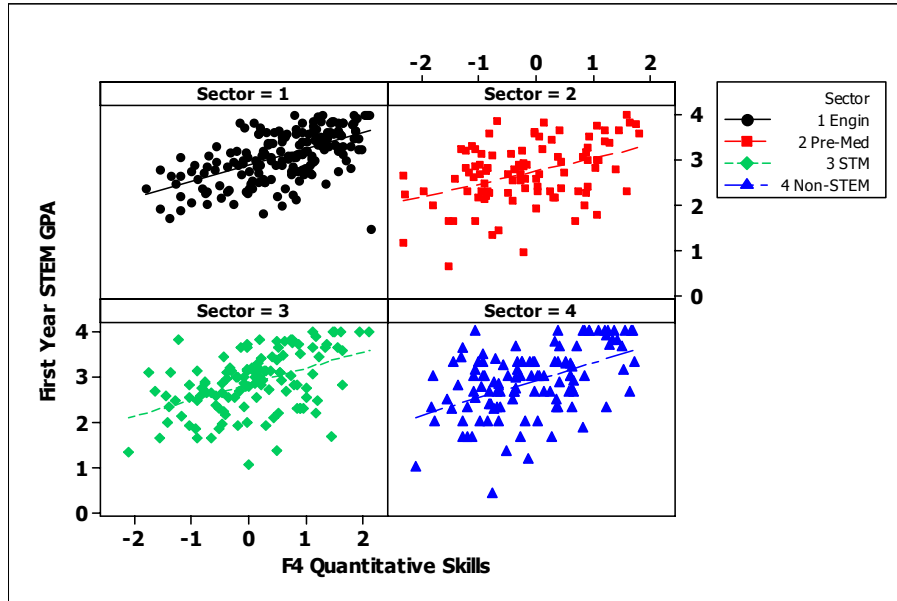 -2 -1 0 1 2
Sector = 1 Sector = 2
Sector
1 Engin
2 Pre-Med
3 STM
4 Non-STEM
4
3
2
1
0
Sector = 3 Sector = 4
4
3
2
1
0
-2 -1 0 1 2
First Year STEM GPA
F4 Quantitative Skills